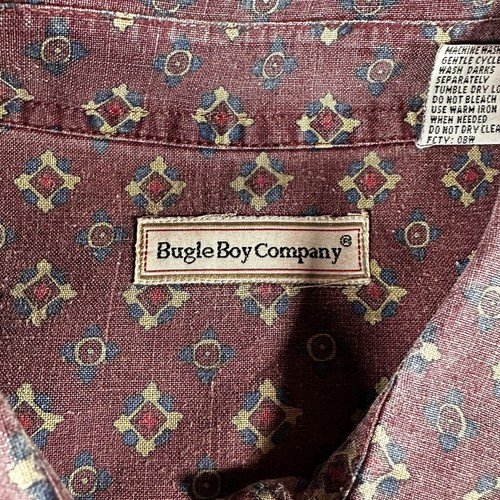 MACHINE WASH
GENTLE CYCLE
WASH DARKS
SEPARATELY
TUMBLE DRY LO
DO NOT BLEACH
USE WARM IRON
WHEN NEEDED
DO NOT DRY CLEA
FCTY: OBW
Bugle Boy Company®